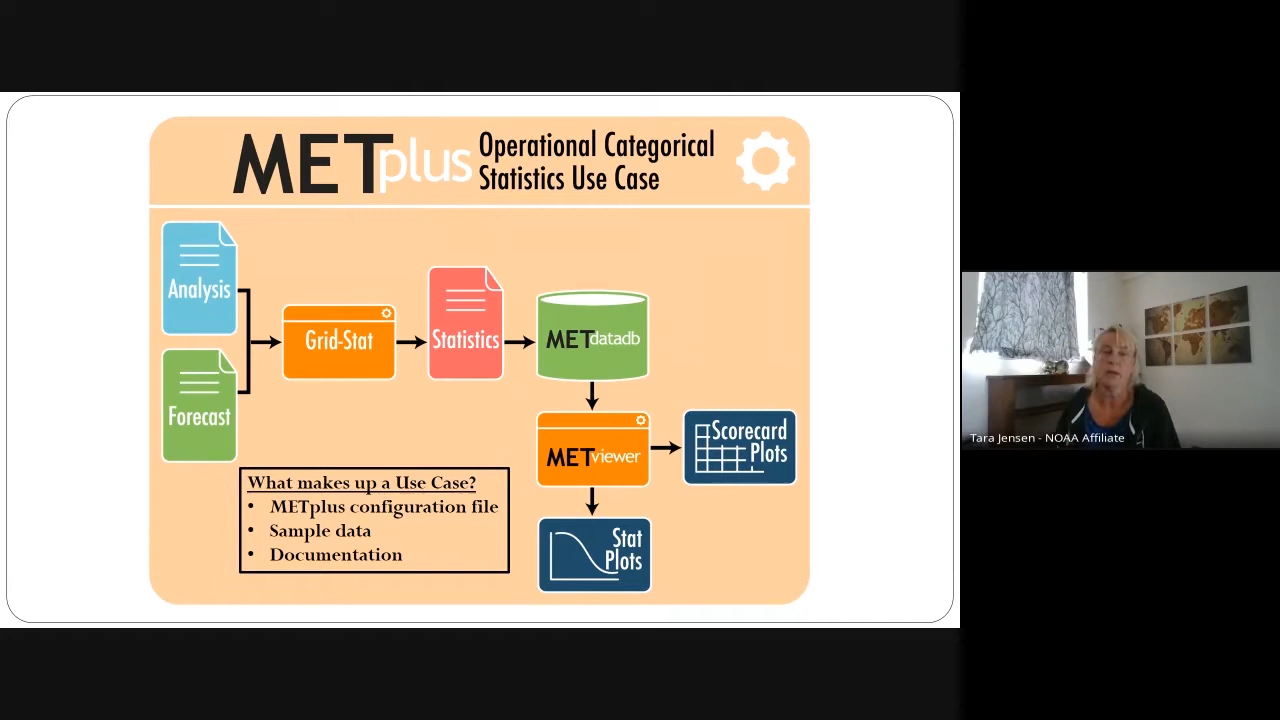 METplus Operational Categorical
Statistics Use Case
Analysis
Forecast
Grid-Stat
Statistics
METdatadb
METviewer
Scorecard
Plots
Stat
Plots
What makes up a Use Case?
• METplus configuration file
• Sample data
• Documentation
Tara Jensen - NOAA Affiliate